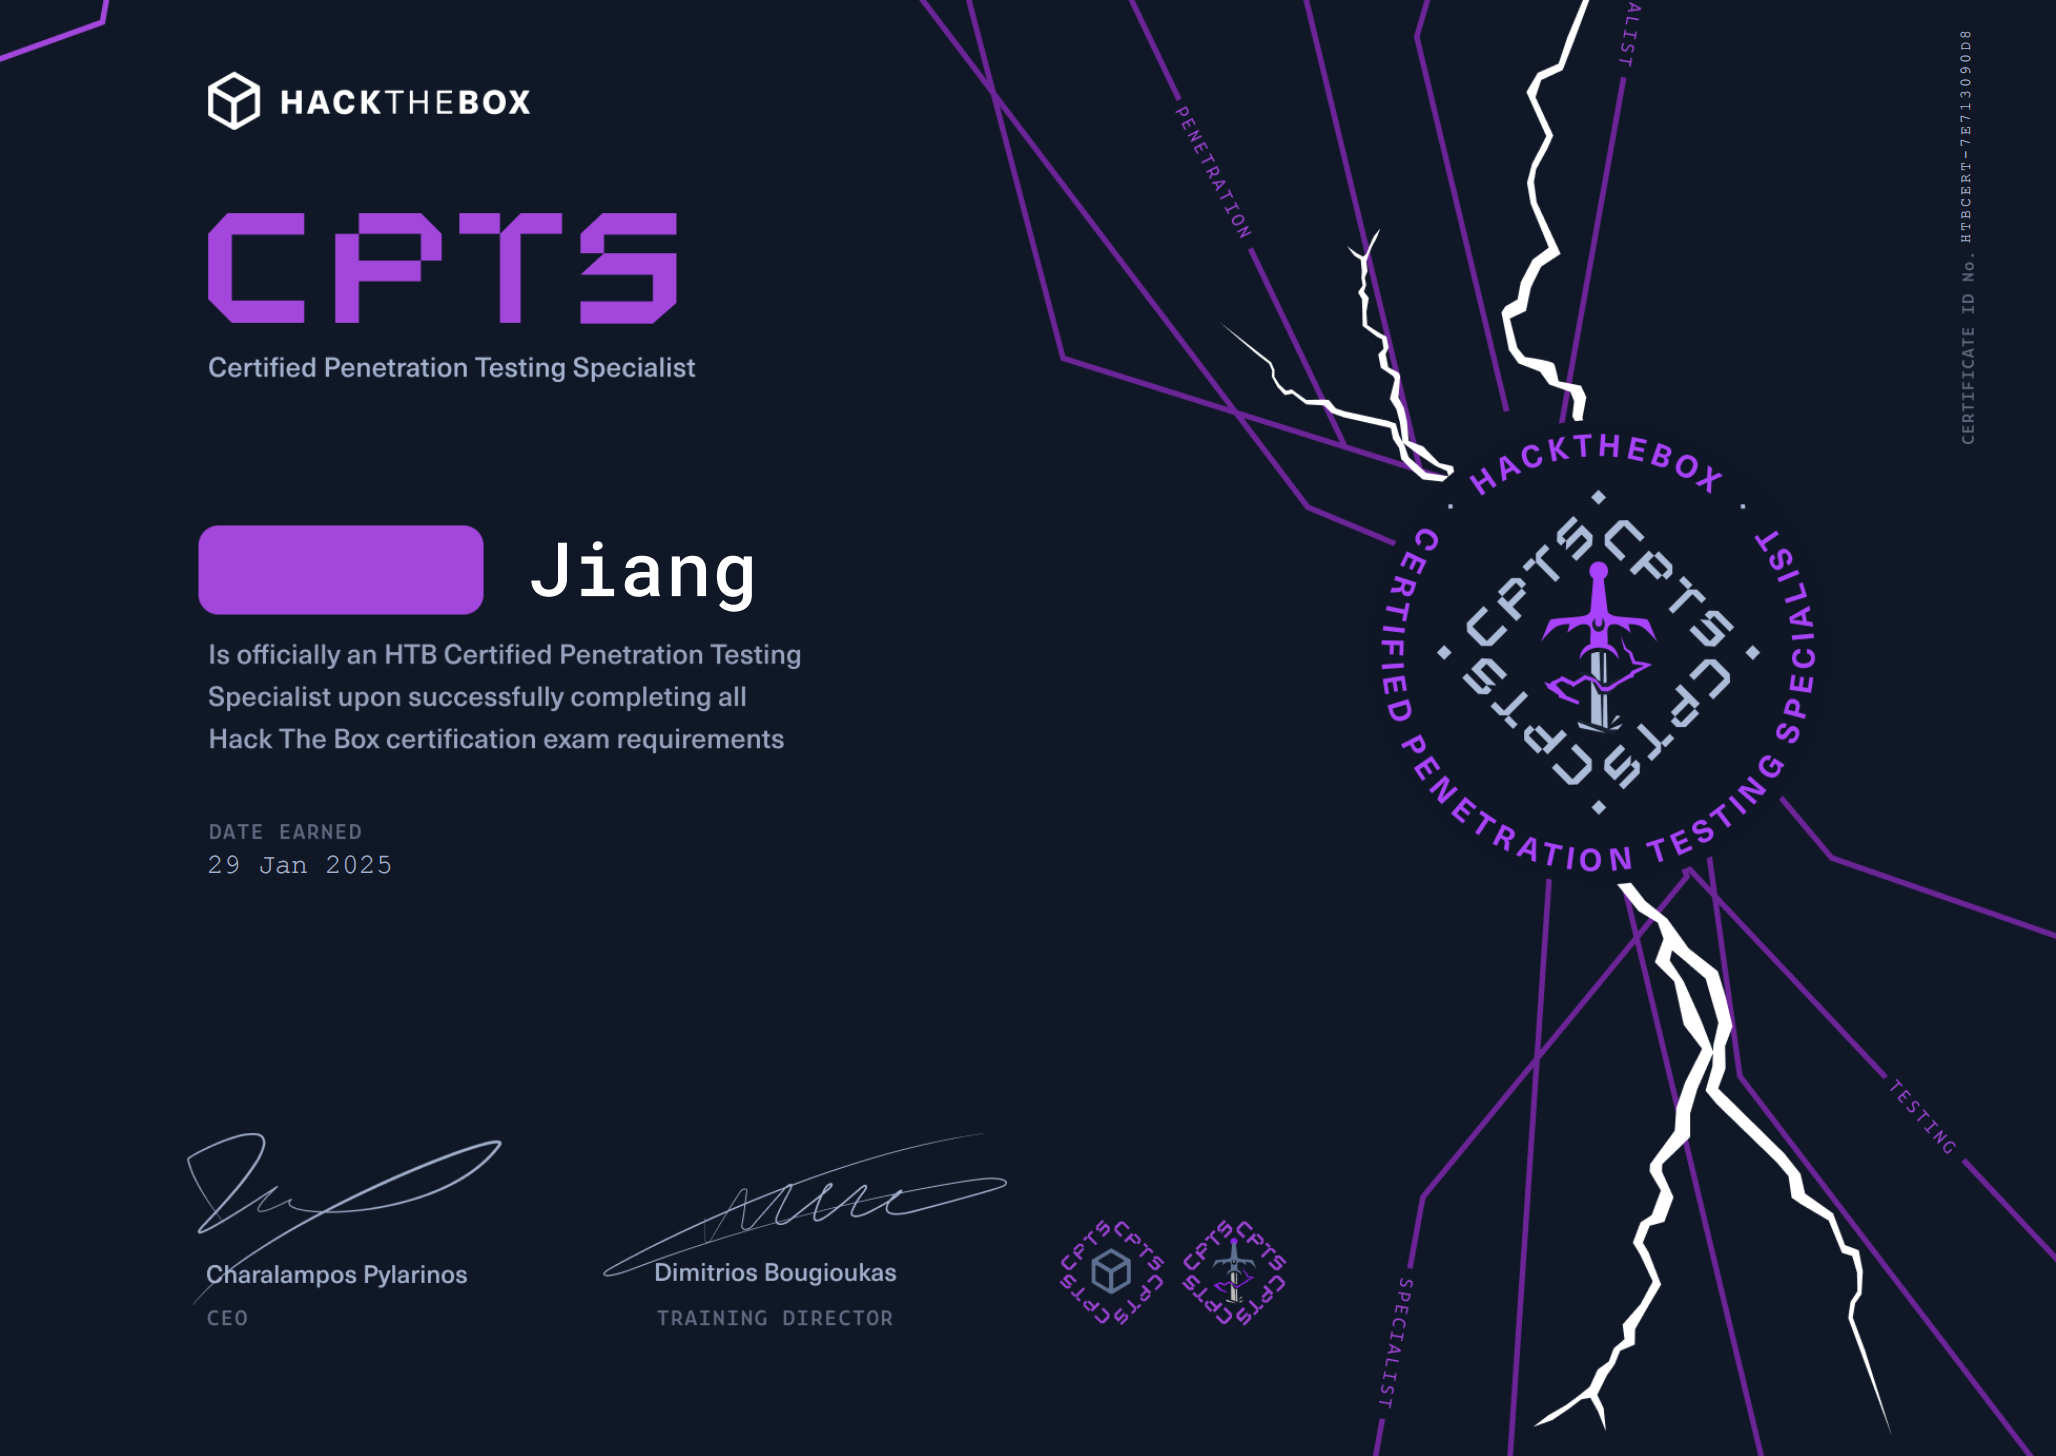 HACKTHEBOX
CPTS
Certified Penetration Testing Specialist
Jiang
Is officially an HTB Certified Penetration Testing
Specialist upon successfully completing all
Hack The Box certification exam requirements
DATE EARNED
29 Jan 2025
Charalampos Pylarinos
CEO
Dimitrios Bougioukas
TRAINING DIRECTOR
CPTS CPTS CPTS CPTS
CPTS CPTS CPTS CPTS
PENETRATION
ALIST
HACKTHEBOX
CERTIFIED PENETRATION TESTING SPECIALIST
CPTS CPTS CPTS CPTS
TESTING
SPECIALIST
CERTIFICATE ID No. HTBCERT-7E713090D8